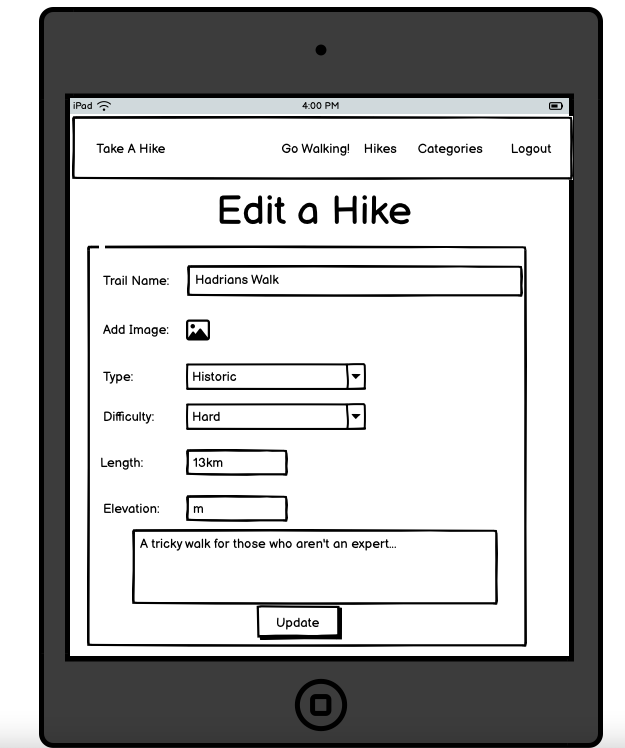 iPad 4:00 PM
Take A Hike Go Walking! Hikes Categories Logout
Edit a Hike
Trail Name: Hadrians Walk
Add Image:
Type: Historic
Difficulty: Hard
Length: 13km
Elevation: m
A tricky walk for those who aren't an expert...
Update